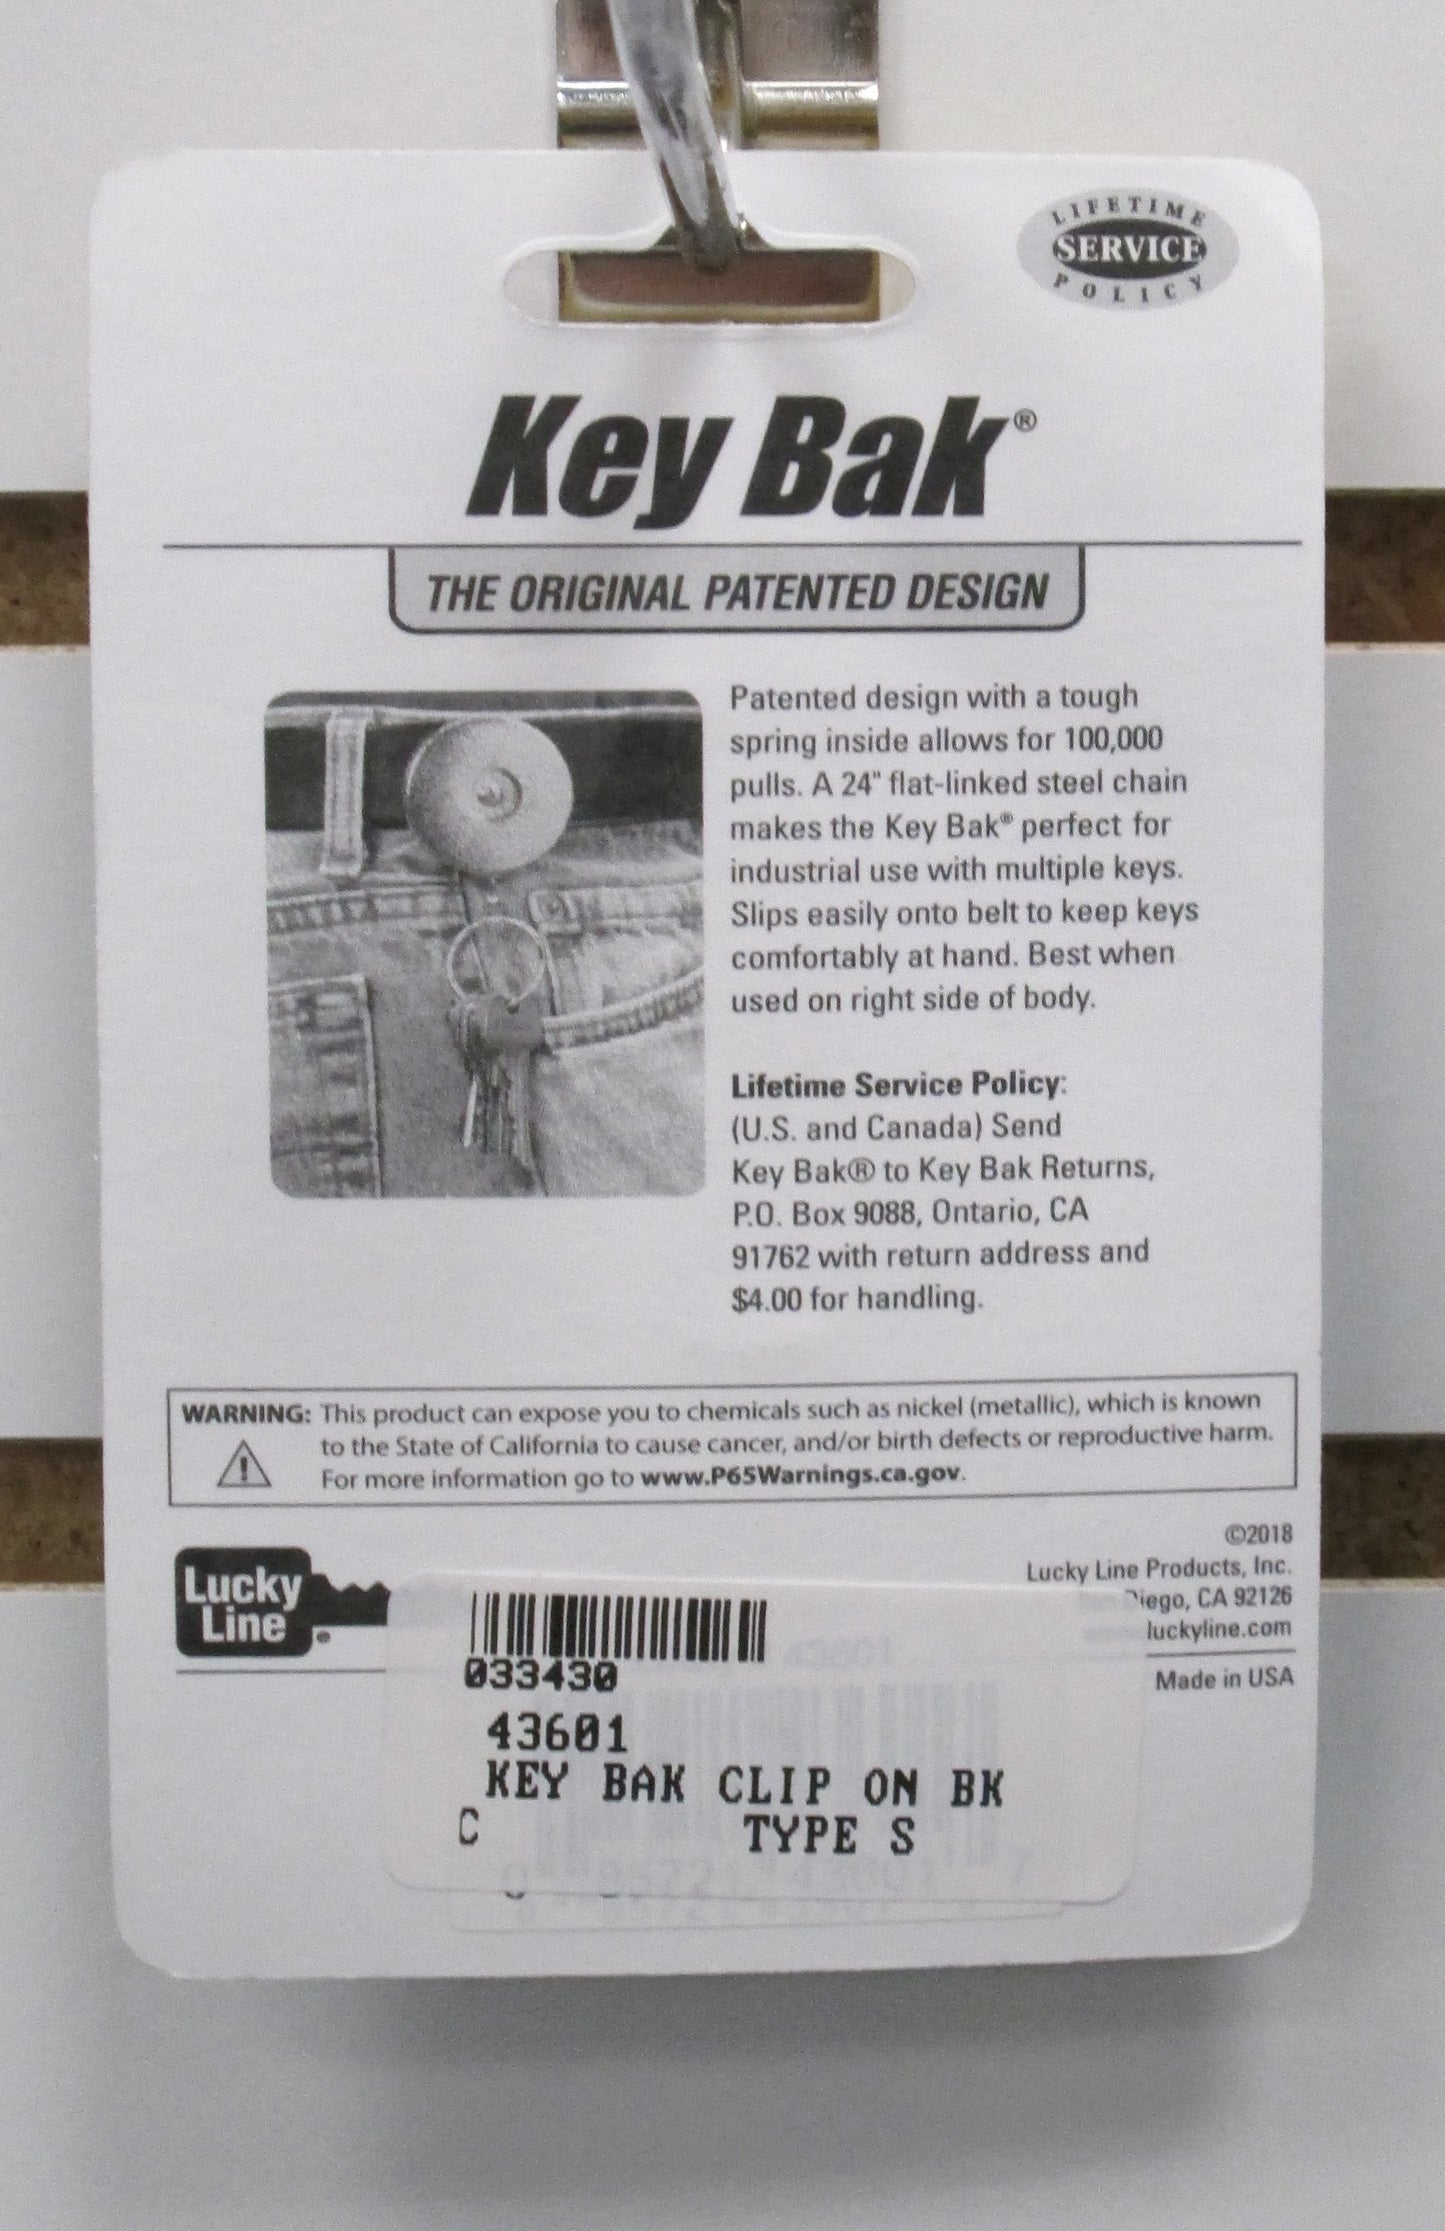 LIFETIME
SERVICE
POLICY
Key Bak®
THE ORIGINAL PATENTED DESIGN
Patented design with a tough
spring inside allows for 100,000
pulls. A 24" flat-linked steel chain
makes the Key Bak® perfect for
industrial use with multiple keys.
Slips easily onto belt to keep keys
comfortably at hand. Best when
used on right side of body.
Lifetime Service Policy:
(U.S. and Canada) Send
Key Bak® to Key Bak Returns,
P.O. Box 9088, Ontario, CA
91762 with return address and
$4.00 for handling.
WARNING: This product can expose you to chemicals such as nickel (metallic), which is known
to the State of California to cause cancer, and/or birth defects or reproductive harm.
For more information go to www.P65Warnings.ca.gov.
Lucky
Line
©2018
Lucky Line Products, Inc.
Diego, CA 92126
luckyline.com
Made in USA
033430
43601
KEY BAK CLIP ON BK
C TYPE S